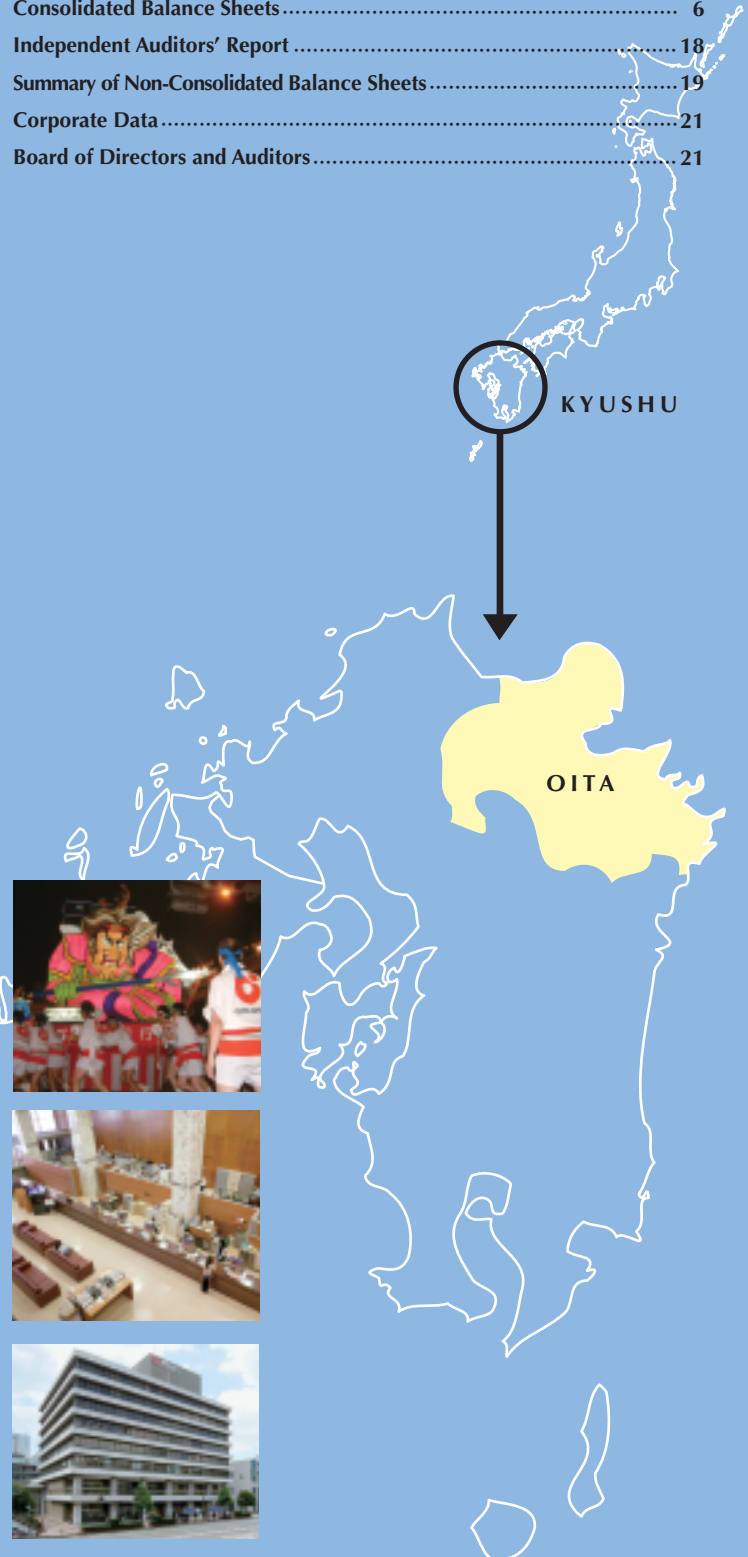 Consolidated Balance Sheets.............................................................. 6
Independent Auditors' Report............................................................ 18
Summary of Non-Consolidated Balance Sheets....................................... 19
Corporate Data................................................................................. 21
Board of Directors and Auditors......................................................... 21
KYUSHU
OITA